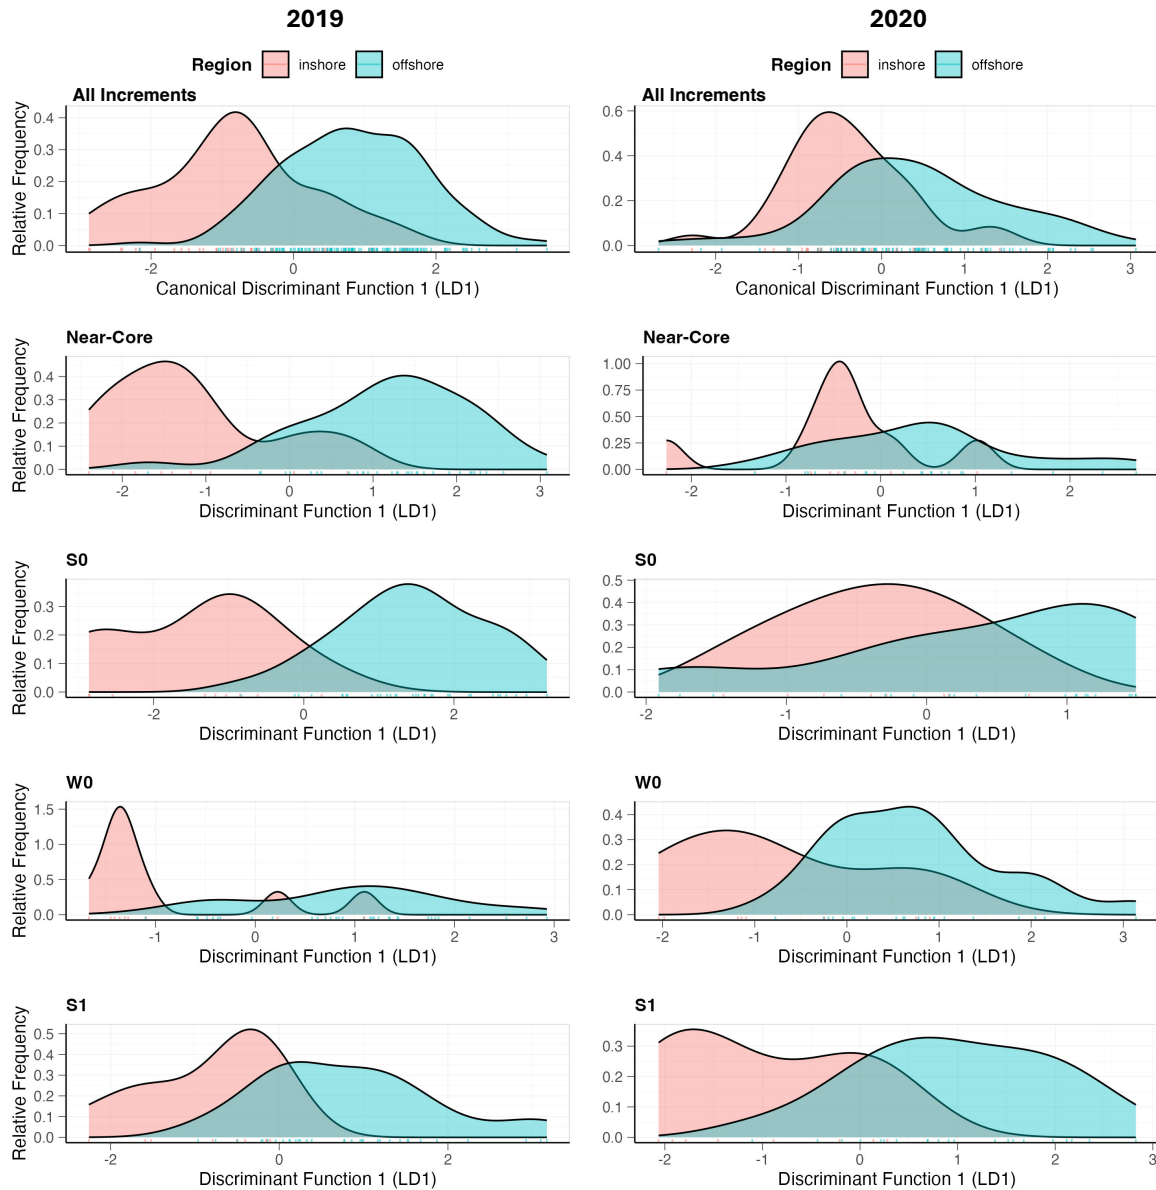 2019 2020
Region inshore offshore Region inshore offshore
All Increments All Increments
Relative Frequency
0.4
0.3
0.2
0.1
0.0
-2 0 2
Canonical Discriminant Function 1 (LD1)
0.6
0.4
0.2
0.0
-2 -1 0 1 2 3
Canonical Discriminant Function 1 (LD1)
Near-Core Near-Core
Relative Frequency
0.4
0.3
0.2
0.1
0.0
-2 -1 0 1 2 3
Discriminant Function 1 (LD1)
1.00
0.75
0.50
0.25
0.00
-2 -1 0 1 2
Discriminant Function 1 (LD1)
S0 S0
Relative Frequency
0.3
0.2
0.1
0.0
-2 0 2
Discriminant Function 1 (LD1)
0.5
0.4
0.3
0.2
0.1
0.0
-2 -1 0 1
Discriminant Function 1 (LD1)
W0 W0
Relative Frequency
1.5
1.0
0.5
0.0
-1 0 1 2 3
Discriminant Function 1 (LD1)
0.4
0.3
0.2
0.1
0.0
-2 -1 0 1 2 3
Discriminant Function 1 (LD1)
S1 S1
Relative Frequency
0.5
0.4
0.3
0.2
0.1
0.0
-2 0 2
Discriminant Function 1 (LD1)
0.3
0.2
0.1
0.0
-2 -1 0 1 2 3
Discriminant Function 1 (LD1)